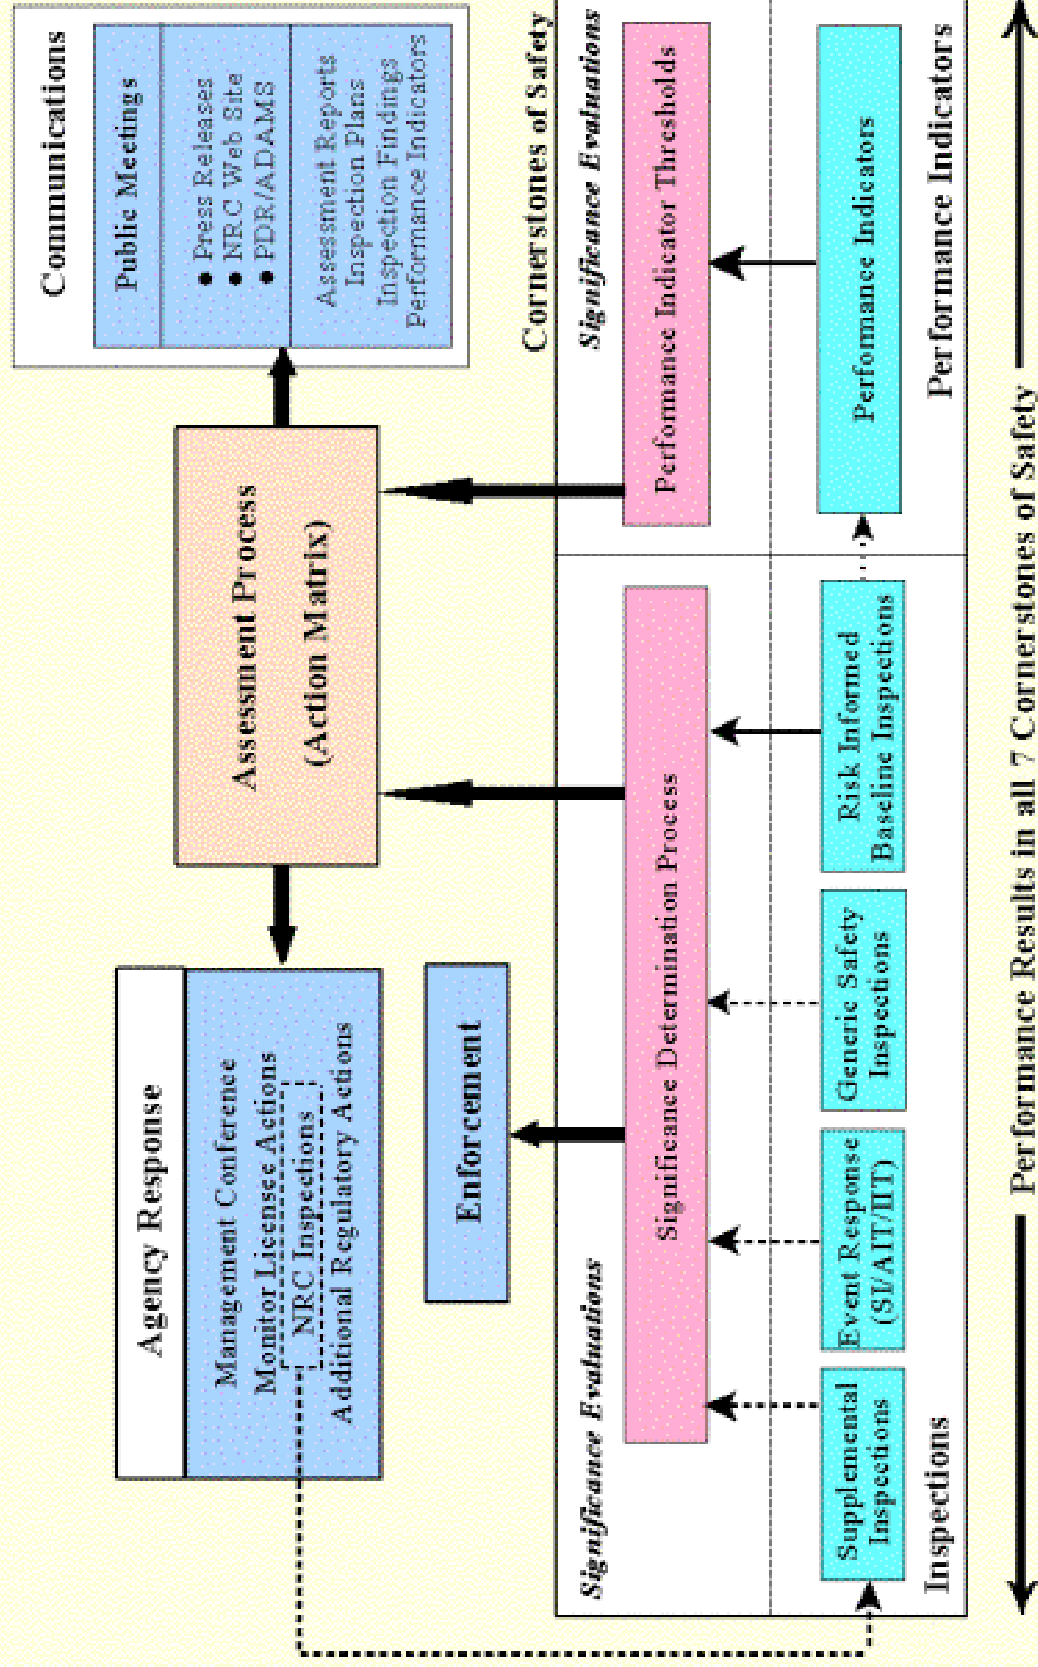 Communications
Public Meetings
● Press Releases
● NRC Web Site
● PDR/ADAMS
Assessment Reports
Inspection Plans
Inspection Findings
Performance Indicators
Assessment Process
(Action Matrix)
Agency Response
Management Conference
Monitor Licensee Actions
NRC Inspections
Additional Regulatory Actions
Enforcement
Cornerstones of Safety
Significance Evaluations
Significance Evaluations
Significance Determination Process
Performance Indicator Thresholds
Supplemental
Inspections
Event Response
(SI/AIT/IIT)
Generic Safety
Inspections
Risk Informed
Baseline Inspections
Performance Indicators
Inspections
Performance Indicators
Performance Results in all 7 Cornerstones of Safety